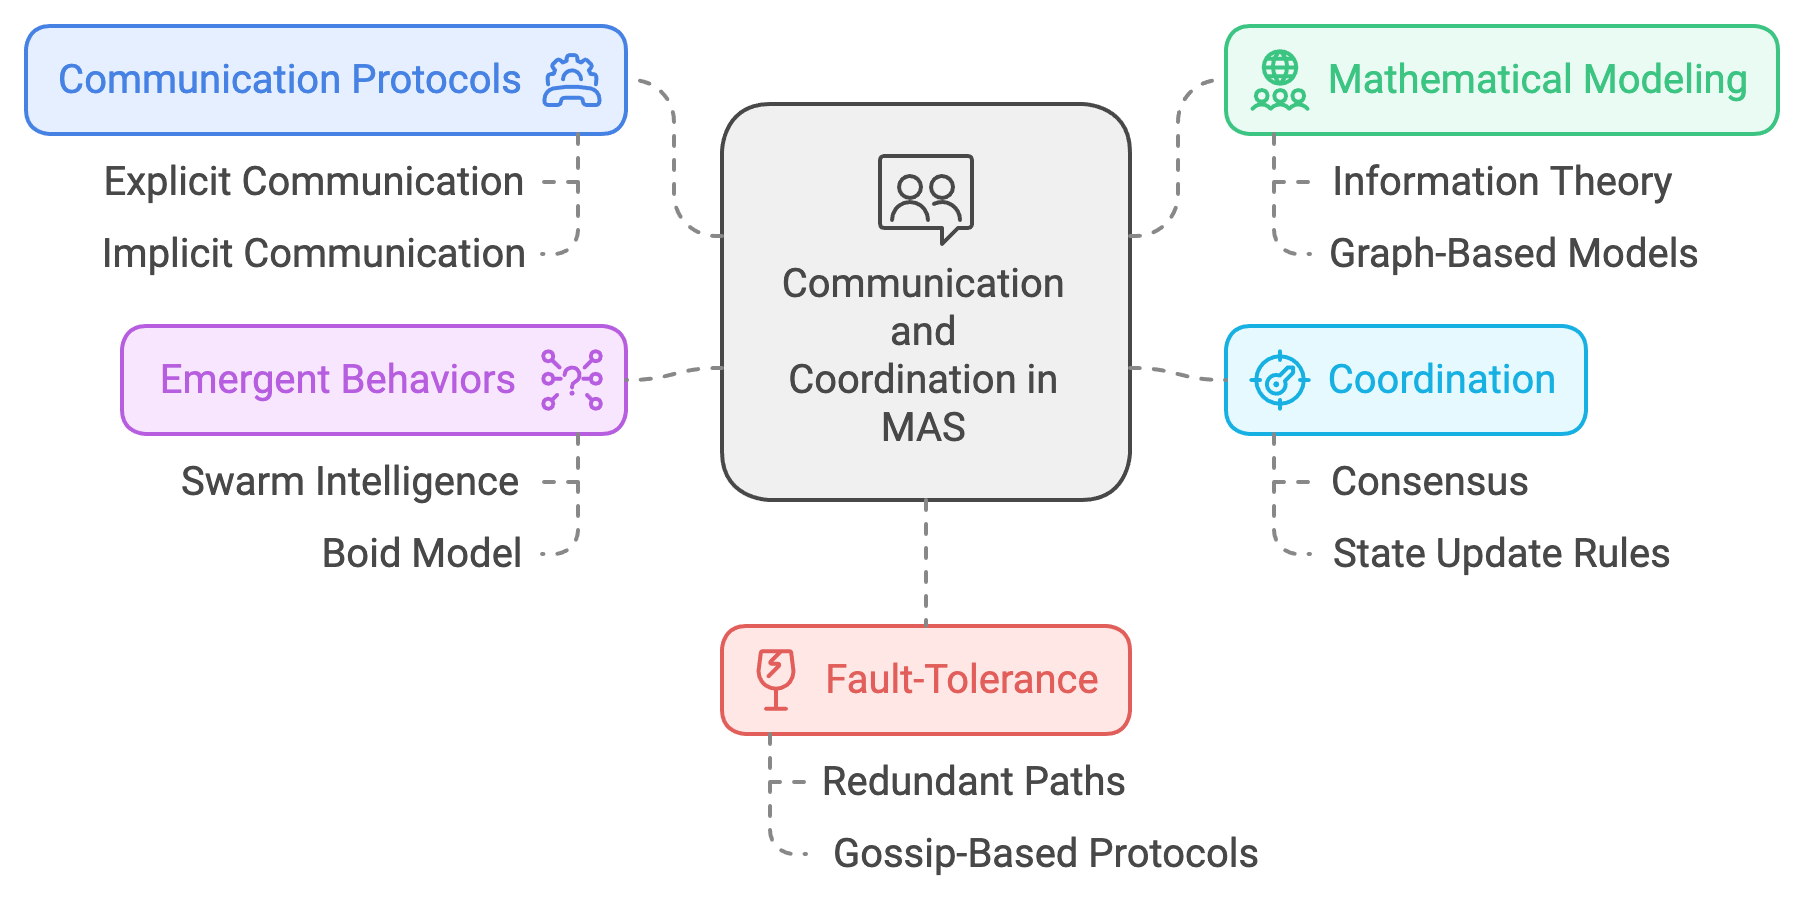 Communication Protocols
Explicit Communication
Implicit Communication
Emergent Behaviors
Swarm Intelligence
Boid Model
Communication
and
Coordination in
MAS
Mathematical Modeling
Information Theory
Graph-Based Models
Coordination
Consensus
State Update Rules
Fault-Tolerance
Redundant Paths
Gossip-Based Protocols